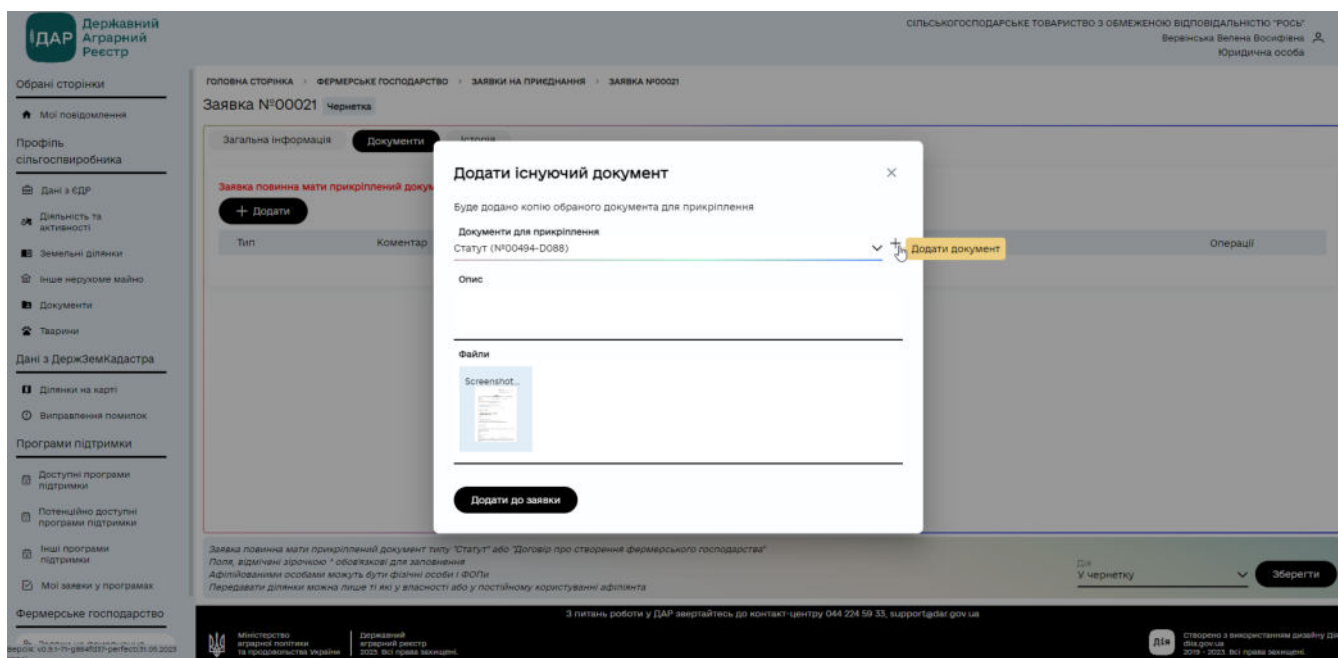 ДАР
Державний
Аграрний
Реєстр
СІЛЬСЬКОГОСПОДАРСЬКЕ ТОВАРИСТВО З ОБМЕЖЕНОЮ ВІДПОВІДАЛЬНІСТЮ "РОСЬ"
Вервінська Велена Восифівна
Юридична особа
Обрані сторінки
Мої повідомлення
Профіль
сільгоспвиробника
Дані з ЄДР
Діяльність та
активності
Земельні ділянки
Інше нерухоме майно
Документи
Тварини
Дані з ДержЗемКадастра
Ділянки на карті
Виправлення помилок
Програми підтримки
Доступні програми
підтримки
Потенційно доступні
програми підтримки
Інші програми
підтримки
Мої заявки у програмах
Фермерське господарство
ГОЛОВНА СТОРІНКА > ФЕРМЕРСЬКЕ ГОСПОДАРСТВО > ЗАЯВКИ НА ПРИЄДНАННЯ > ЗАЯВКА №00021
Заявка №00021 Чернетка
Загальна інформація Документи Історія
Заявка повинна мати прикріплений докум
+ Додати
Тип Коментар Операції
Додати існуючий документ
Буде додано копію обраного документа для прикріплення
Документи для прикріплення
Статут (№00494-D088)
Додати документ
Опис
Файли
Screenshot...
Додати до заявки
Заявка повинна мати прикріплений документ типу "Статут" або "Договір про створення фермерського господарства"
Поля, відмічені зірочкою * обов'язкові для заповнення
Афілійованими особами можуть бути фізичні особи і ФОПи
Передавати ділянки можна лише ті які у власності або у постійному користуванні афілянта
Дія
У чернетку
Зберегти
З питань роботи у ДАР звертайтесь до контакт-центру 044 224 59 33, support@dar.gov.ua
Міністерство
аграрної політики
та продовольства України
Державний
аграрний реєстр
2023. Всі права захищені.
Дія
Створено з використанням дизайну Дія
diia.gov.ua
2019 - 2023. Всі права захищені.